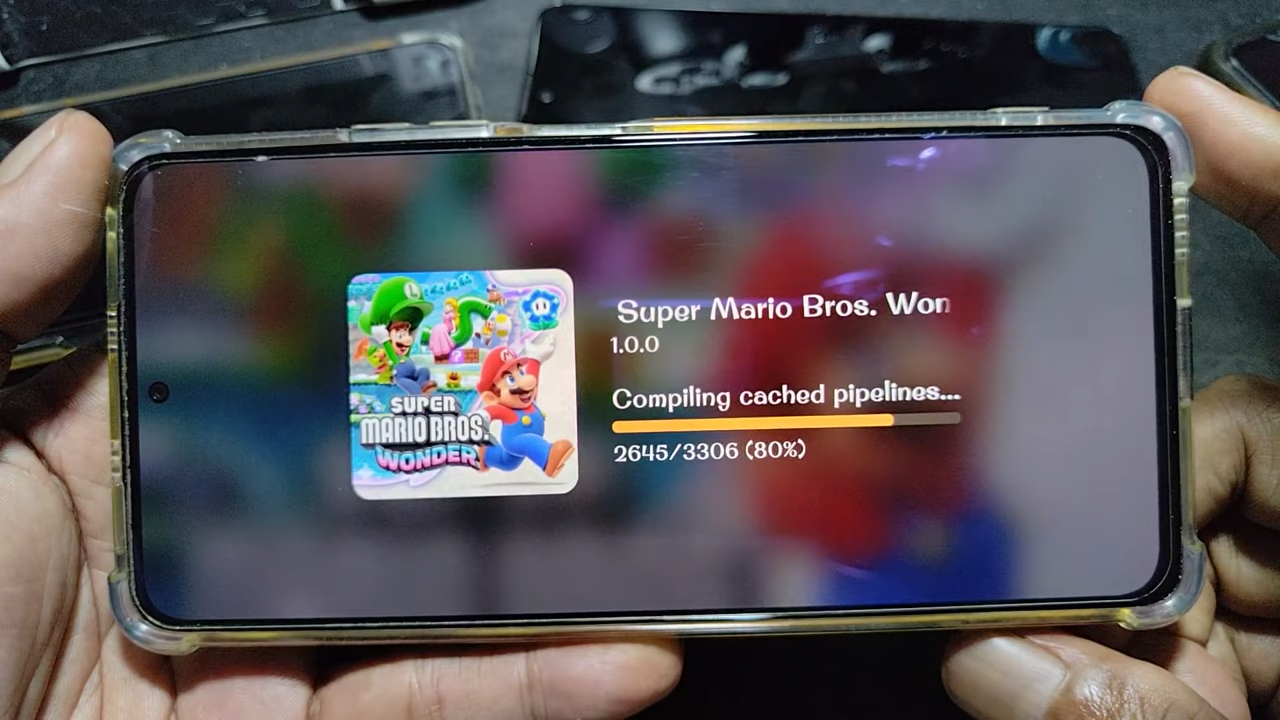 SUPER
MARIO BROS.
WONDER
Super Mario Bros. Won
1.0.0
Compiling cached pipelines...
2645/3306 (80%)